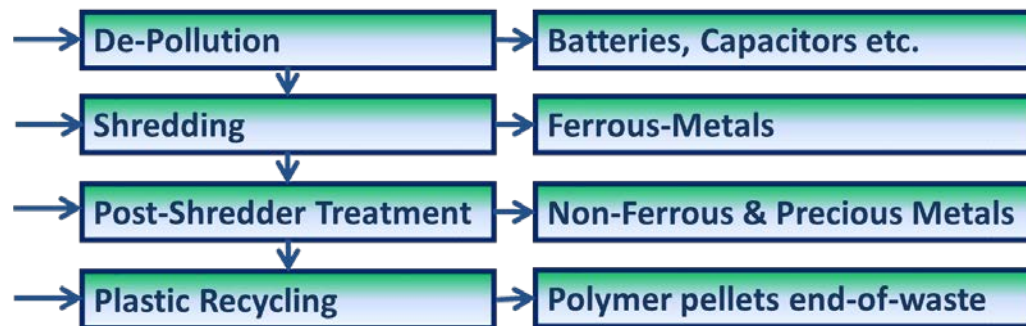 De-Pollution
Batteries, Capacitors etc.
Shredding
Ferrous-Metals
Post-Shredder Treatment
Non-Ferrous & Precious Metals
Plastic Recycling
Polymer pellets end-of-waste